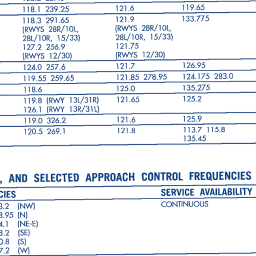 118.1 239.25 121.6 119.65
118.3 291.65 121.9 133.775
(RWYS 28R/10L, (RWYS 28R/10L,
28L/10R, 15/33) 28L/10R, 15/33)
127.2 256.9 121.75
(RWYS 12/30) (RWYS 12/30)
124.0 257.6 121.7 126.95
119.55 259.65 121.85 278.95 124.175 283.0
118.6 125.0 135.275
119.8 (RWY 13L/31R) 121.65 125.2
126.1 (RWY 13R/31L)
119.0 326.2 121.6 125.9
120.5 269.1 121.8 113.7 115.8
135.45
, AND SELECTED APPROACH CONTROL FREQUENCIES
CIES SERVICE AVAILABILITY
3.2 (NW) CONTINUOUS
8.95 (N)
4.1 (NE-E)
3.2 (SE)
0.8 (S)
7.2 (W)